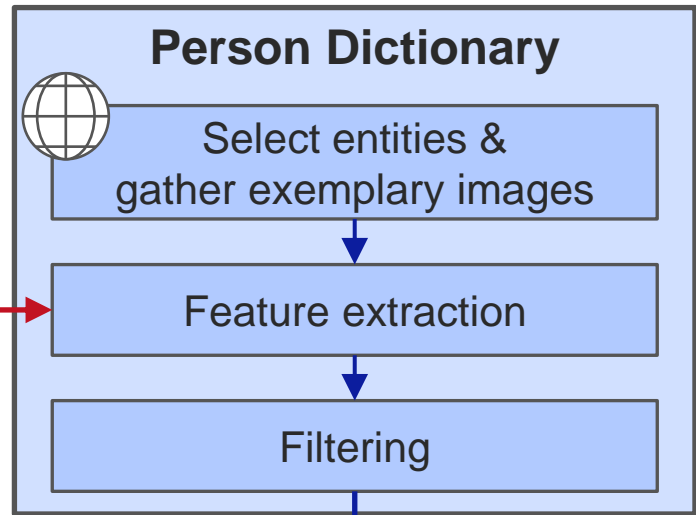 Person Dictionary
Select entities &
gather exemplary images
Feature extraction
Filtering